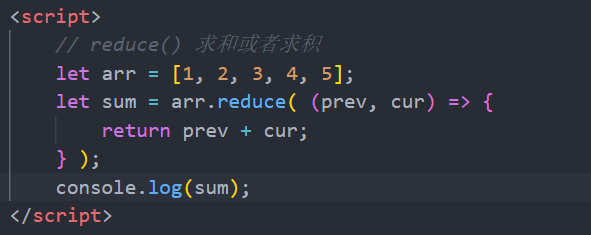 <script>
// reduce() 求和或者求积
let arr = [1, 2, 3, 4, 5];
let sum = arr.reduce( (prev, cur) => {
return prev + cur;
} );
console.log(sum);
</script>